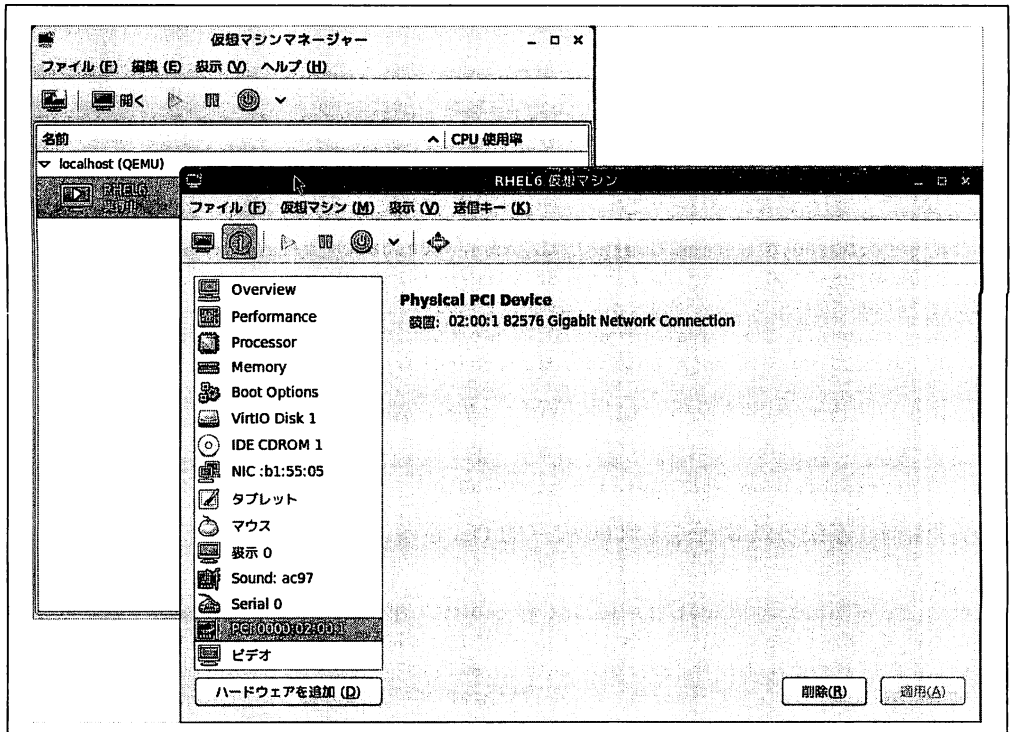 仮想マシンマネージャー
ファイル (F) 編集 (E) 表示 (V) ヘルプ (H)
開く
名前 CPU 使用率
localhost (QEMU)
RHEL6
RHEL6 仮想マシン
ファイル (F) 仮想マシン (M) 表示 (V) 送信キー (K)
Overview
Performance
Processor
Memory
Boot Options
VirtIO Disk 1
IDE CDROM 1
NIC :b1:55:05
タブレット
マウス
表示 0
Sound: ac97
Serial 0
PCI 0000:02:00.1
ビデオ
Physical PCI Device
装置: 02:00:1 82576 Gigabit Network Connection
ハードウェアを追加 (D)
削除(R) 適用(A)